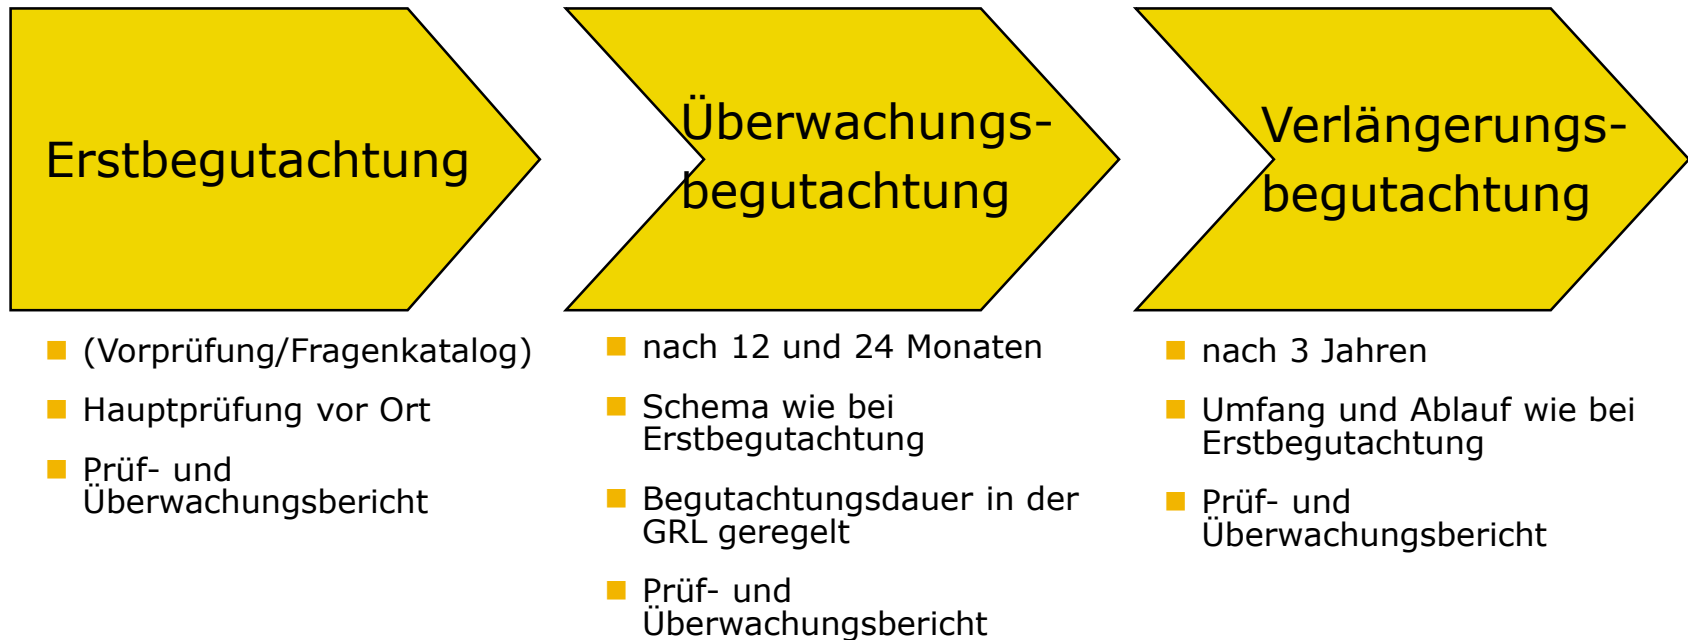 Erstbegutachtung
(Vorprüfung/Fragenkatalog)
Hauptprüfung vor Ort
Prüf- und
Überwachungsbericht
Überwachungs-
begutachtung
nach 12 und 24 Monaten
Schema wie bei
Erstbegutachtung
Begutachtungsdauer in der
GRL geregelt
Prüf- und
Überwachungsbericht
Verlängerungs-
begutachtung
nach 3 Jahren
Umfang und Ablauf wie bei
Erstbegutachtung
Prüf- und
Überwachungsbericht